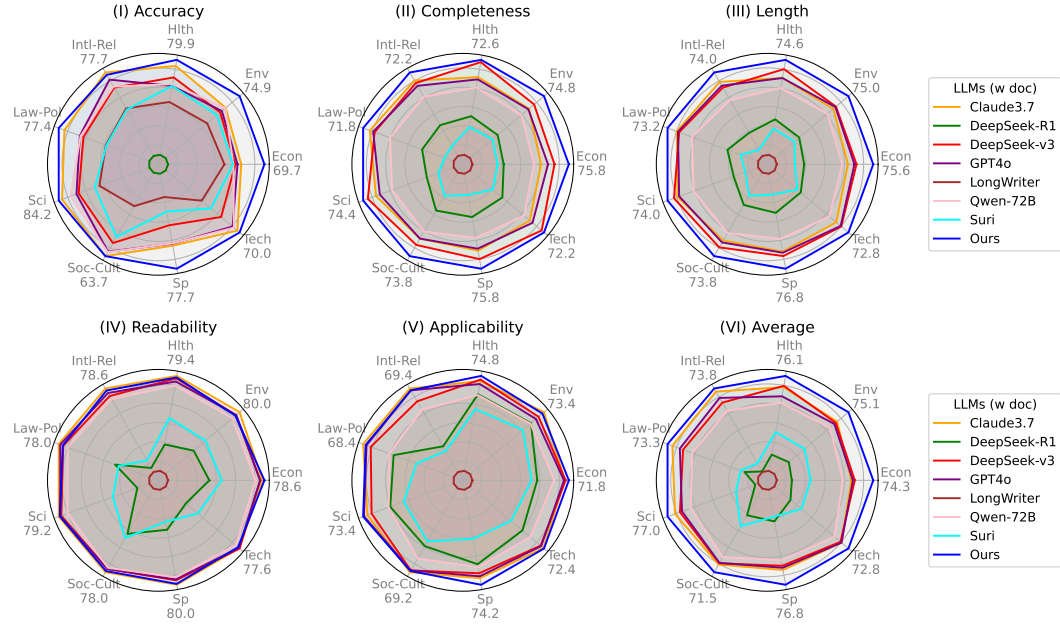 (I) Accuracy
Hlth
79.9
Intl-Rel
77.7
Env
74.9
Law-Pol
77.4
Econ
69.7
Sci
84.2
Tech
70.0
Soc-Cult
63.7
Sp
77.7
(II) Completeness
Hlth
72.6
Intl-Rel
72.2
Env
74.8
Law-Pol
71.8
Econ
75.8
Sci
74.4
Tech
72.2
Soc-Cult
73.8
Sp
75.8
(III) Length
Hlth
74.6
Intl-Rel
74.0
Env
75.0
Law-Pol
73.2
Econ
75.6
Sci
74.0
Tech
72.8
Soc-Cult
73.8
Sp
76.8
LLMs (w doc)
Claude3.7
DeepSeek-R1
DeepSeek-v3
GPT4o
LongWriter
Qwen-72B
Suri
Ours
(IV) Readability
Hlth
79.4
Intl-Rel
78.6
Env
80.0
Law-Pol
78.0
Econ
78.6
Sci
79.2
Tech
77.6
Soc-Cult
78.0
Sp
80.0
(V) Applicability
Hlth
74.8
Intl-Rel
69.4
Env
73.4
Law-Pol
68.4
Econ
71.8
Sci
73.4
Tech
72.4
Soc-Cult
69.2
Sp
74.2
(VI) Average
Hlth
76.1
Intl-Rel
73.8
Env
75.1
Law-Pol
73.3
Econ
74.3
Sci
77.0
Tech
72.8
Soc-Cult
71.5
Sp
76.8
LLMs (w doc)
Claude3.7
DeepSeek-R1
DeepSeek-v3
GPT4o
LongWriter
Qwen-72B
Suri
Ours